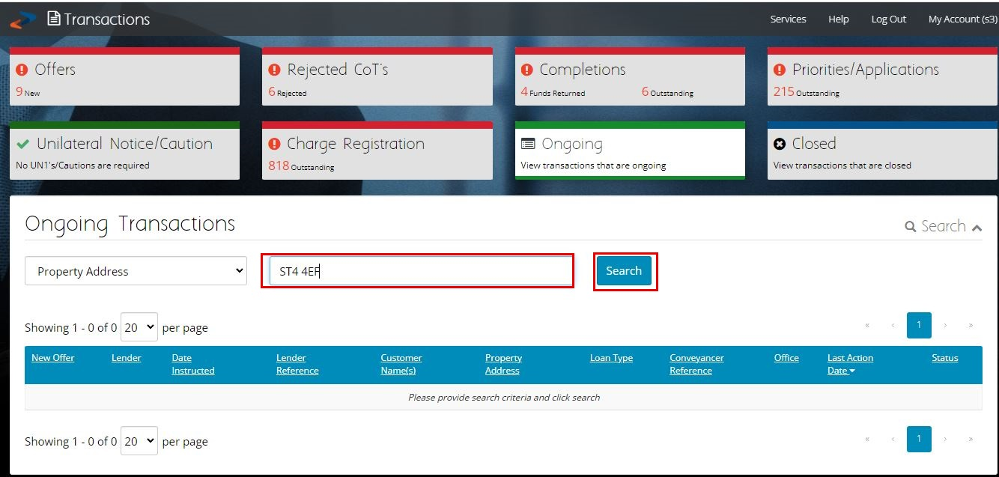 Transactions
Services Help Log Out My Account (s3)
Offers
9 New
Rejected CoT's
6 Rejected
Completions
4 Funds Returned 6 Outstanding
Priorities/Applications
215 Outstanding
Unilateral Notice/Caution
No UN1's/Cautions are required
Charge Registration
818 Outstanding
Ongoing
View transactions that are ongoing
Closed
View transactions that are closed
Ongoing Transactions
Search
Property Address
ST4 4EF
Search
Showing 1 - 0 of 0 20 per page
« ‹ 1 › »
New Offer Lender Date Instructed Lender Reference Customer Name(s) Property Address Loan Type Conveyancer Reference Office Last Action Date Status
Please provide search criteria and click search
Showing 1 - 0 of 0 20 per page
« ‹ 1 › »